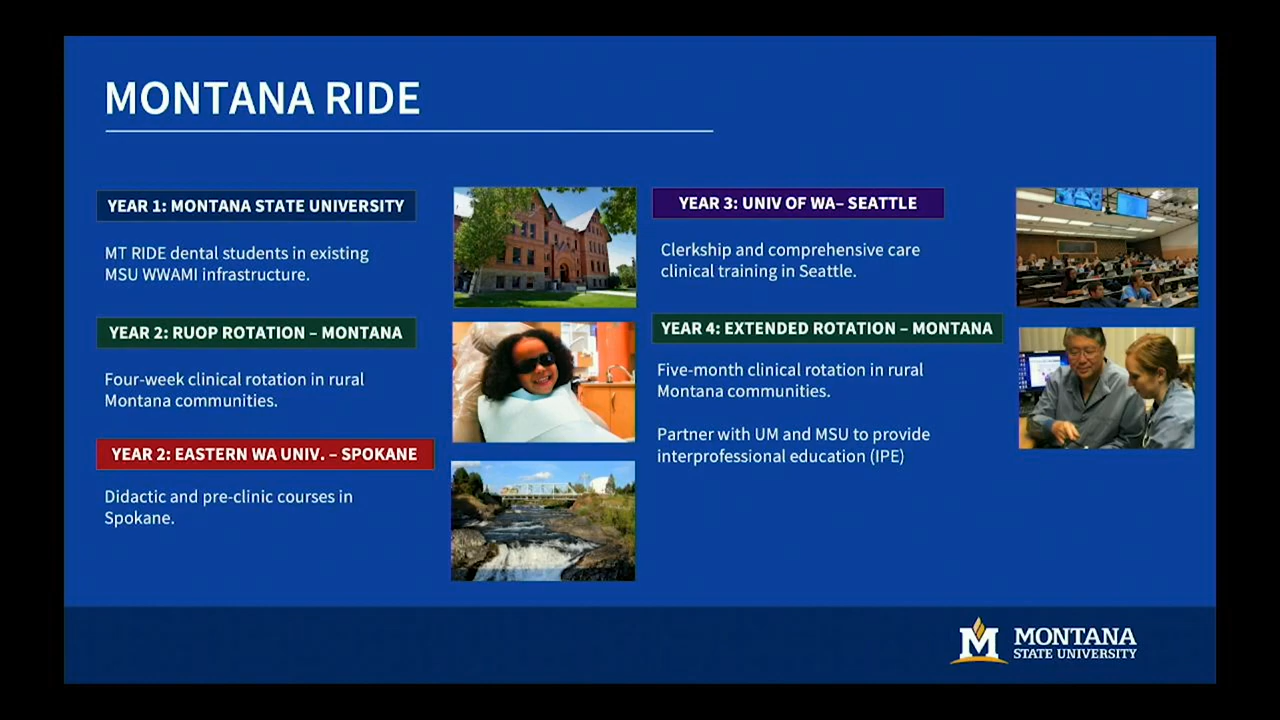 MONTANA RIDE
YEAR 1: MONTANA STATE UNIVERSITY
MT RIDE dental students in existing
MSU WWAMI infrastructure.
YEAR 2: RUOP ROTATION – MONTANA
Four-week clinical rotation in rural
Montana communities.
YEAR 2: EASTERN WA UNIV. – SPOKANE
Didactic and pre-clinic courses in
Spokane.
YEAR 3: UNIV OF WA– SEATTLE
Clerkship and comprehensive care
clinical training in Seattle.
YEAR 4: EXTENDED ROTATION – MONTANA
Five-month clinical rotation in rural
Montana communities.
Partner with UM and MSU to provide
interprofessional education (IPE)
M MONTANA
STATE UNIVERSITY